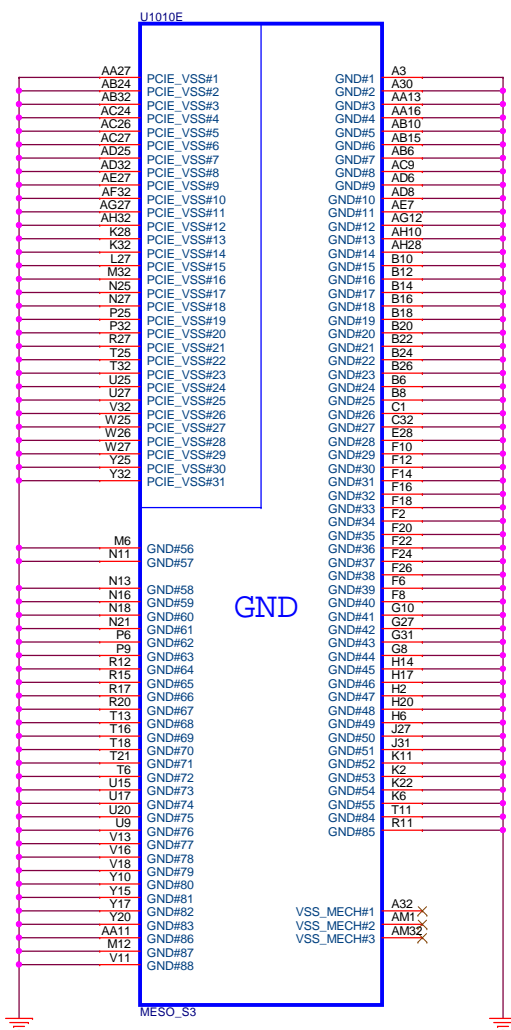 U1010E
AA27 PCIE_VSS#1 GND#1 A3
AB24 PCIE_VSS#2 GND#2 A30
AB32 PCIE_VSS#3 GND#3 AA13
AC24 PCIE_VSS#4 GND#4 AA16
AC26 PCIE_VSS#5 GND#5 AB10
AC27 PCIE_VSS#6 GND#6 AB15
AD25 PCIE_VSS#7 GND#7 AB6
AD32 PCIE_VSS#8 GND#8 AC9
AE27 PCIE_VSS#9 GND#9 AD6
AF32 PCIE_VSS#10 GND#10 AD8
AG27 PCIE_VSS#11 GND#11 AE7
AH32 PCIE_VSS#12 GND#12 AG12
K28 PCIE_VSS#13 GND#13 AH10
K32 PCIE_VSS#14 GND#14 AH28
L27 PCIE_VSS#15 GND#15 B10
M32 PCIE_VSS#16 GND#16 B12
N25 PCIE_VSS#17 GND#17 B14
N27 PCIE_VSS#18 GND#18 B16
P25 PCIE_VSS#19 GND#19 B18
P32 PCIE_VSS#20 GND#20 B20
R27 PCIE_VSS#21 GND#21 B22
T25 PCIE_VSS#22 GND#22 B24
T32 PCIE_VSS#23 GND#23 B26
U25 PCIE_VSS#24 GND#24 B6
U27 PCIE_VSS#25 GND#25 B8
V32 PCIE_VSS#26 GND#26 C1
W25 PCIE_VSS#27 GND#27 C32
W26 PCIE_VSS#28 GND#28 E28
W27 PCIE_VSS#29 GND#29 F10
Y25 PCIE_VSS#30 GND#30 F12
Y32 PCIE_VSS#31 GND#31 F14
GND#32 F16
GND#33 F18
GND#34 F2
GND#35 F20
M6 GND#56 GND#36 F22
N11 GND#57 GND#37 F24
GND#38 F26
N13 GND#58 GND#39 F6
N16 GND#59 GND#40 F8
N18 GND#60 GND#41 G10
N21 GND#61 GND#42 G27
P6 GND#62 GND#43 G31
P9 GND#63 GND#44 G8
R12 GND#64 GND#45 H14
R15 GND#65 GND#46 H17
R17 GND#66 GND#47 H2
R20 GND#67 GND#48 H20
T13 GND#68 GND#49 H6
T16 GND#69 GND#50 J27
T18 GND#70 GND#51 J31
T21 GND#71 GND#52 K11
T6 GND#72 GND#53 K2
U15 GND#73 GND#54 K22
U17 GND#74 GND#55 K6
U20 GND#75 GND#84 T11
U9 GND#76 GND#85 R11
V13 GND#77
V16 GND#78
V18 GND#79
Y10 GND#80
Y15 GND#81
Y17 GND#82 VSS_MECH#1 A32
Y20 GND#83 VSS_MECH#2 AM1
AA11 GND#86 VSS_MECH#3 AM32
M12 GND#87
V11 GND#88
GND
MESO_S3